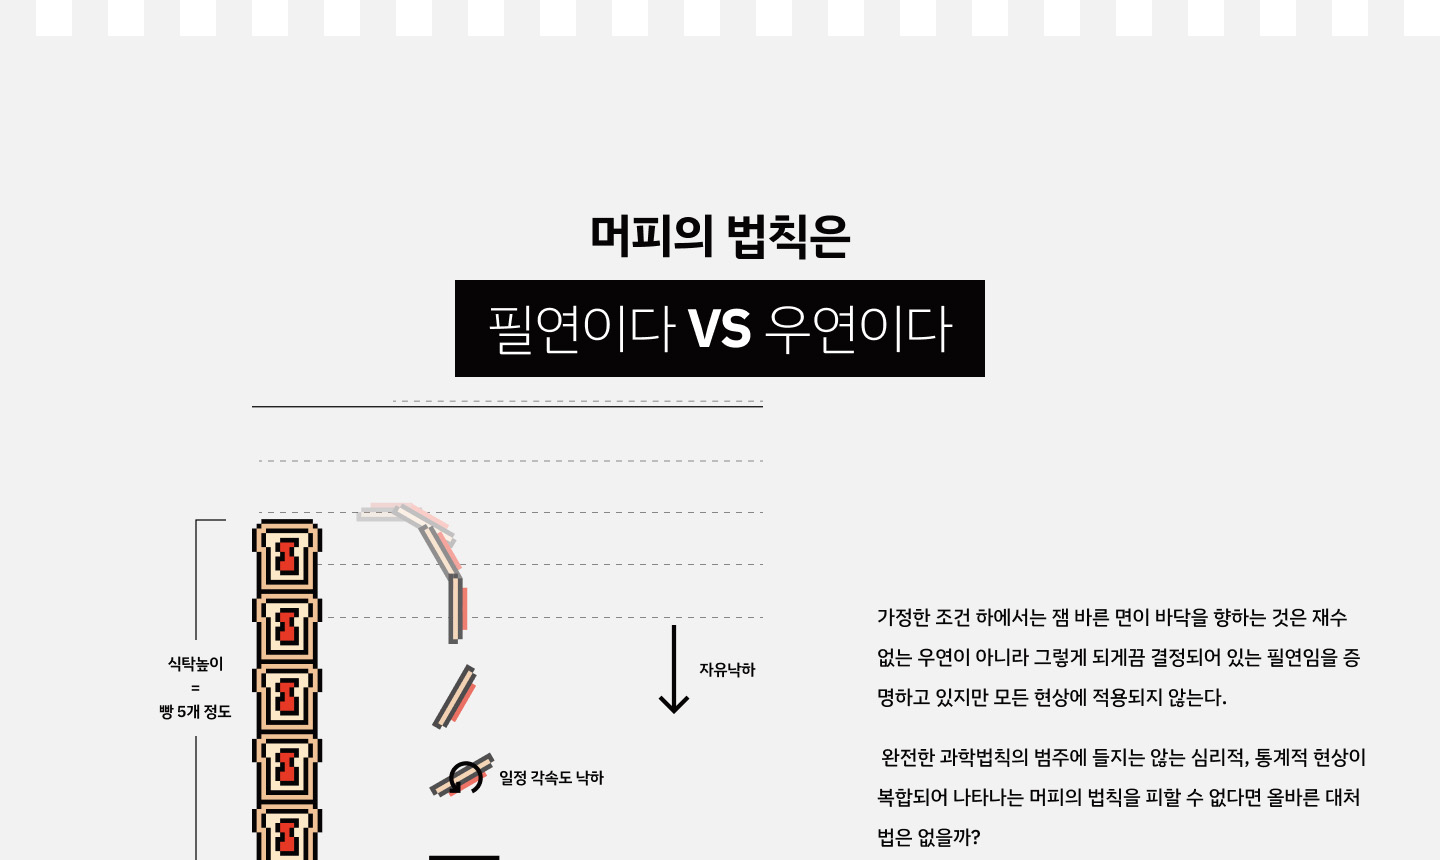 머피의 법칙은
필연이다 VS 우연이다
식탁높이
=
빵 5개 정도
자유낙하
일정 각속도 낙하
가정한 조건 하에서는 잼 바른 면이 바닥을 향하는 것은 재수
없는 우연이 아니라 그렇게 되게끔 결정되어 있는 필연임을 증
명하고 있지만 모든 현상에 적용되지 않는다.
완전한 과학법칙의 범주에 들지는 않는 심리적, 통계적 현상이
복합되어 나타나는 머피의 법칙을 피할 수 없다면 올바른 대처
법은 없을까?